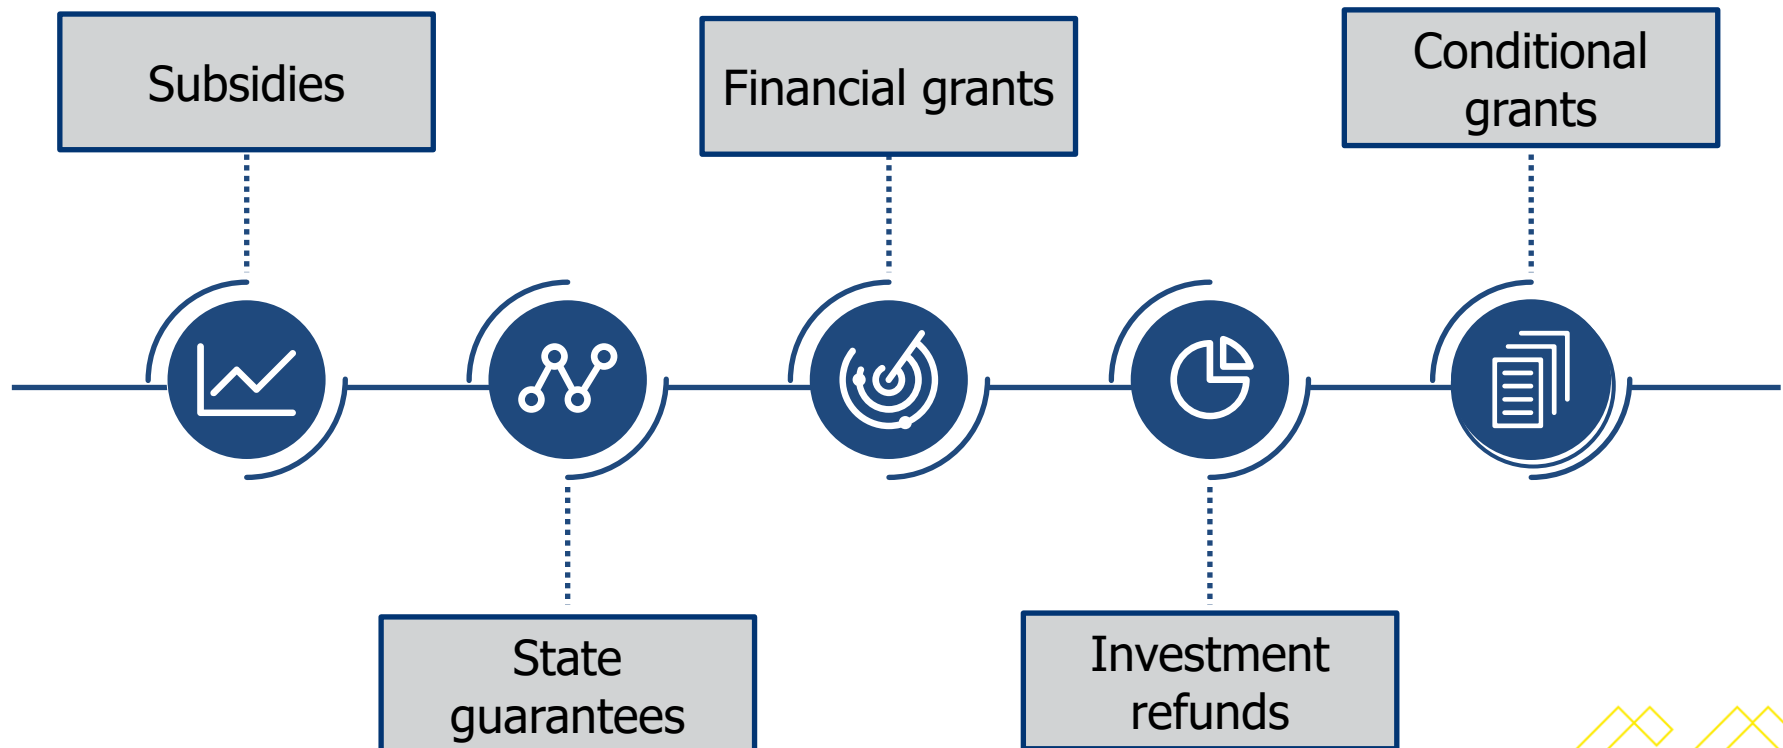 Subsidies
State
guarantees
Financial grants
Investment
refunds
Conditional
grants